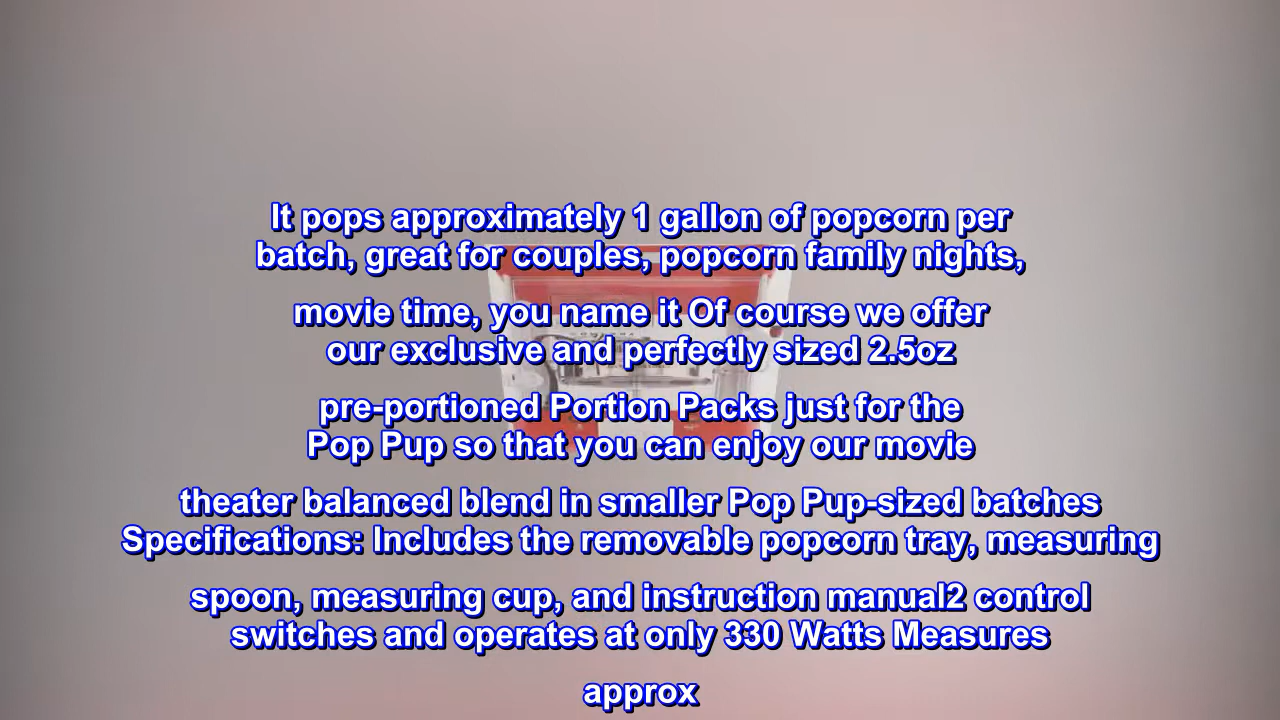 It pops approximately 1 gallon of popcorn per
batch, great for couples, popcorn family nights,
movie time, you name it Of course we offer
our exclusive and perfectly sized 2.5oz
pre-portioned Portion Packs just for the
Pop Pup so that you can enjoy our movie
theater balanced blend in smaller Pop Pup-sized batches
Specifications: Includes the removable popcorn tray, measuring
spoon, measuring cup, and instruction manual2 control
switches and operates at only 330 Watts Measures
approx